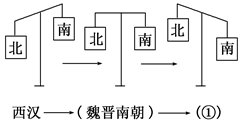 北 南 北 南 北 南
西汉 → (魏晋南朝) → (①)